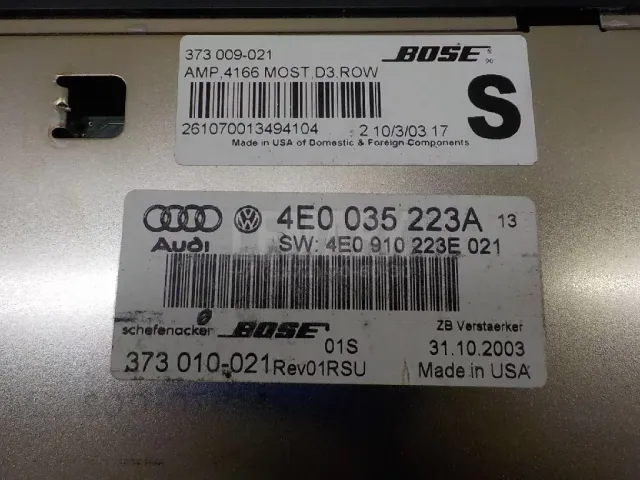 373 009-021
BOSE
AMP,4166 MOST,D3,ROW
S
261070013494104
2 10/3/03 17
Made in USA of Domestic & Foreign Components
4E0 035 223A 13
Audi
SW: 4E0 910 223E 021
schefenacker
BOSE
01S
ZB Verstaerker
373 010-021 Rev01RSU
31.10.2003
Made in USA